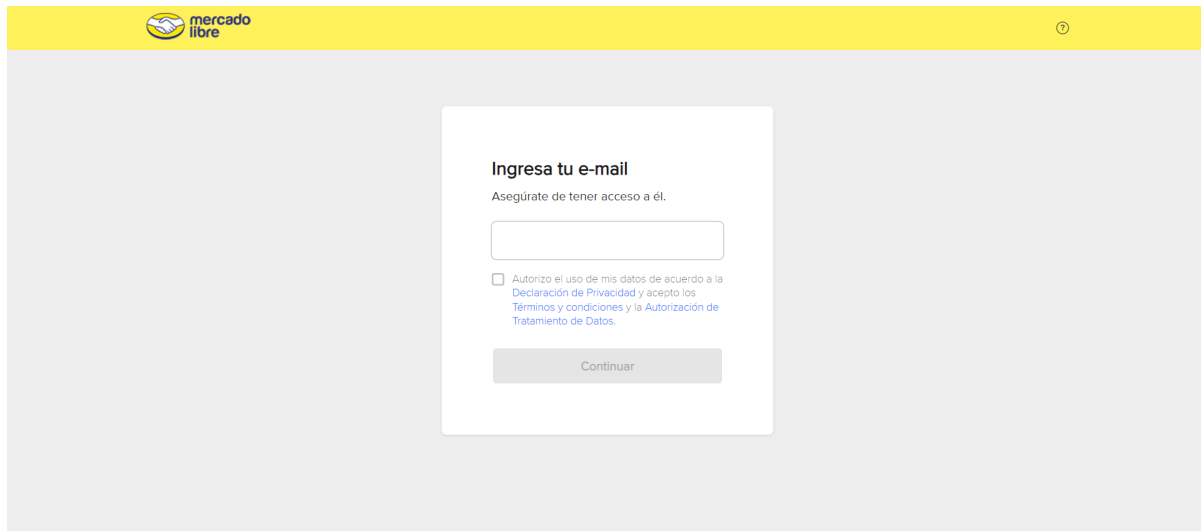 mercado
libre
?
Ingresa tu e-mail
Asegúrate de tener acceso a él.
Autorizo el uso de mis datos de acuerdo a la
Declaración de Privacidad y acepto los
Términos y condiciones y la Autorización de
Tratamiento de Datos.
Continuar